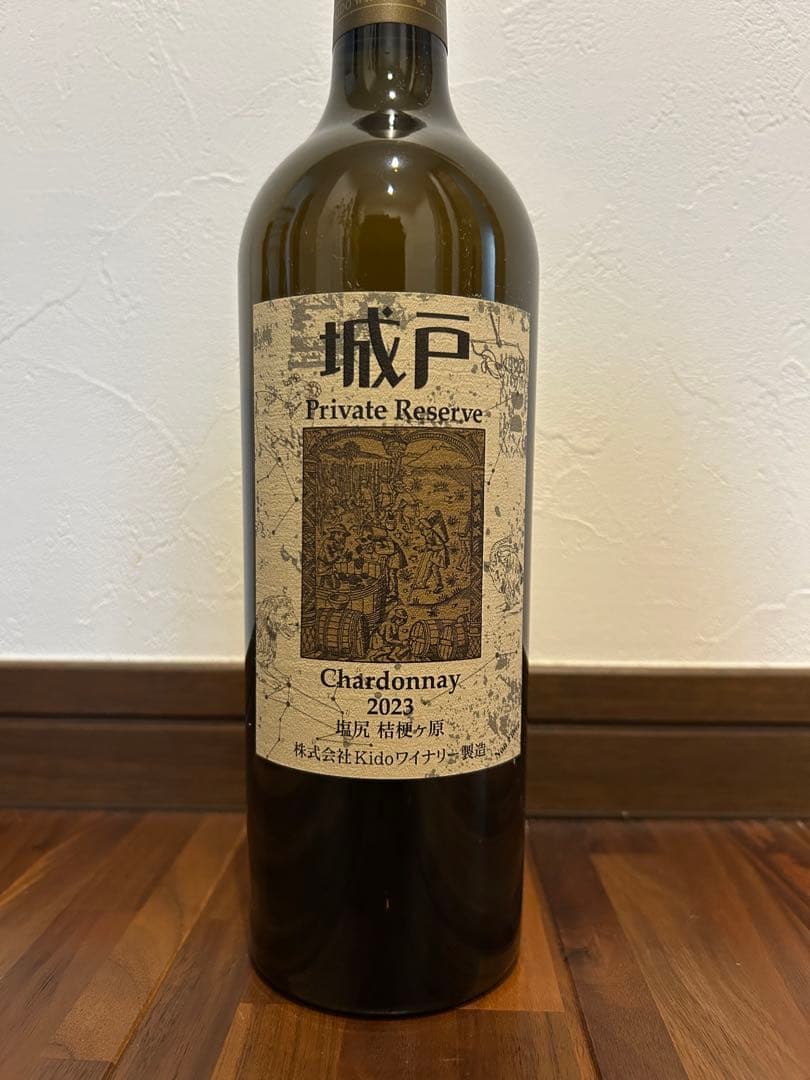 城戸
Private Reserve
Chardonnay
2023
塩尻 桔梗ヶ原
株式会社Kidoワイナリー製造